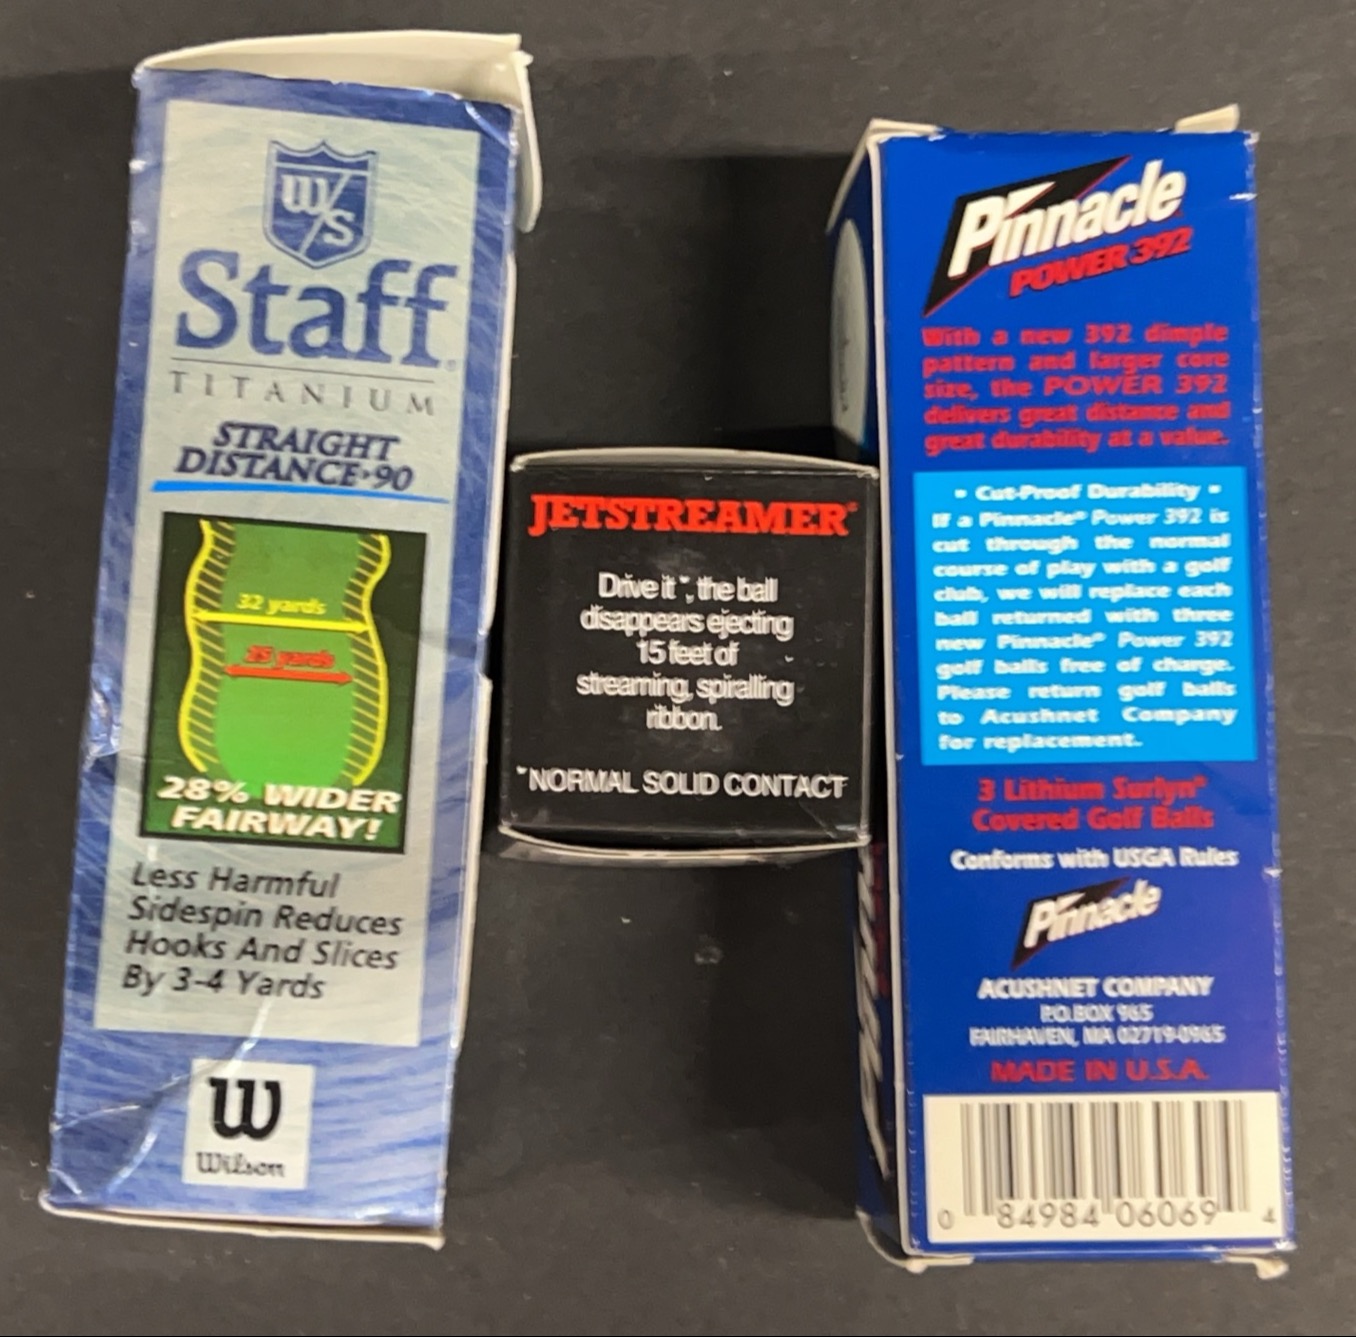 W/S
Staff®
TITANIUM
STRAIGHT
DISTANCE·90
32 yards
25 yards
28% WIDER
FAIRWAY!
Less Harmful
Sidespin Reduces
Hooks And Slices
By 3-4 Yards
W
Wilson
JETSTREAMER®
Drive it*, the ball
disappears ejecting
15 feet of
streaming, spiralling
ribbon.
*NORMAL SOLID CONTACT
Pinnacle
POWER 392
With a new 392 dimple
pattern and larger core
size, the POWER 392
delivers great distance and
great durability at a value.
• Cut-Proof Durability •
If a Pinnacle® Power 392 is
cut through the normal
course of play with a golf
club, we will replace each
ball returned with three
new Pinnacle® Power 392
golf balls free of charge.
Please return golf balls
to Acushnet Company
for replacement.
3 Lithium Surlyn®
Covered Golf Balls
Conforms with USGA Rules
Pinnacle
ACUSHNET COMPANY
P.O. BOX 965
FAIRHAVEN, MA 02719-0965
MADE IN U.S.A.
0 84984 06069 4